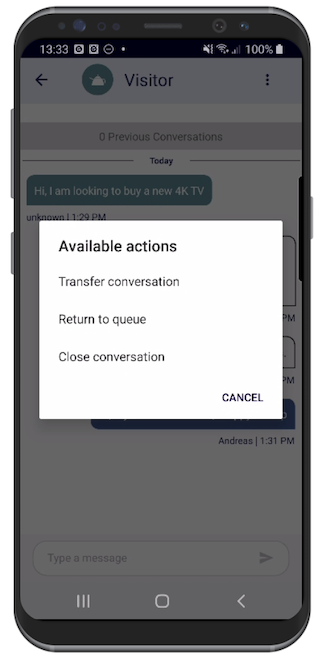 13:33 100%
Visitor
0 Previous Conversations
Today
Hi, I am looking to buy a new 4K TV
unknown | 1:29 PM
Available actions
Transfer conversation
PM
Return to queue
Close conversation
PM
CANCEL
Andreas | 1:31 PM
Type a message